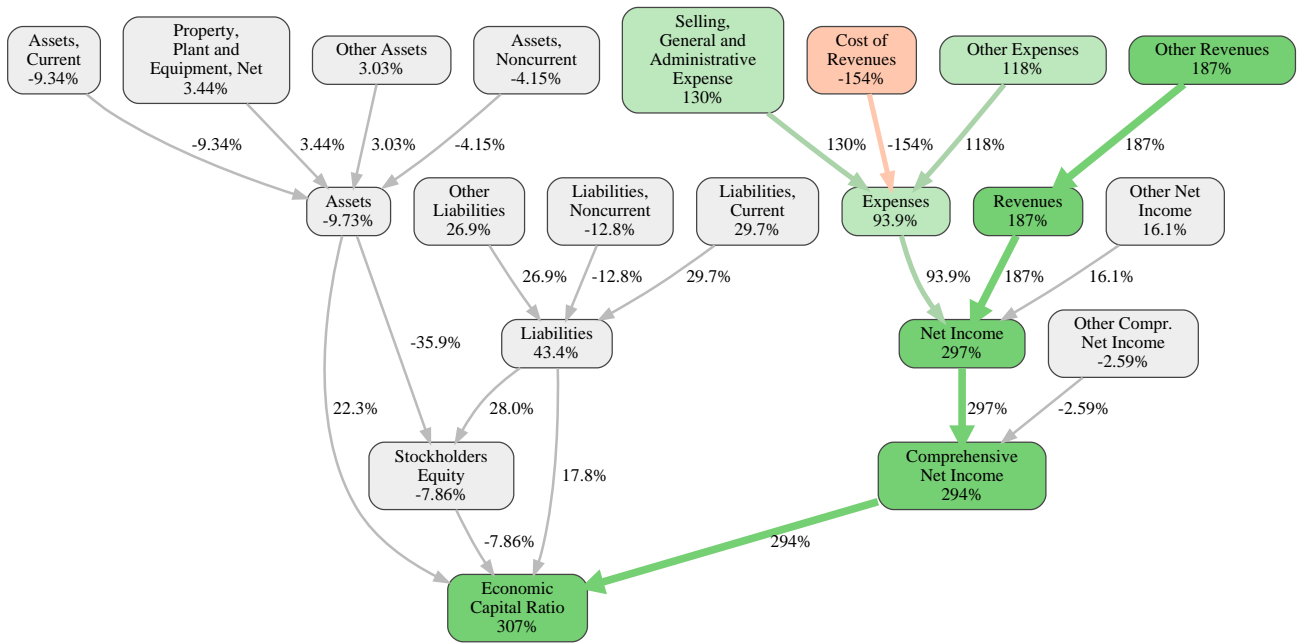 Assets,
Current
-9.34%
Property,
Plant and
Equipment, Net
3.44%
Other Assets
3.03%
Assets,
Noncurrent
-4.15%
Selling,
General and
Administrative
Expense
130%
Cost of
Revenues
-154%
Other Expenses
118%
Other Revenues
187%
-9.34%
3.44%
3.03%
-4.15%
130%
-154%
118%
187%
Assets
-9.73%
Other
Liabilities
26.9%
Liabilities,
Noncurrent
-12.8%
Liabilities,
Current
29.7%
Expenses
93.9%
Revenues
187%
Other Net
Income
16.1%
26.9%
-12.8%
29.7%
93.9%
187%
16.1%
-35.9%
Liabilities
43.4%
Net Income
297%
Other Compr.
Net Income
-2.59%
22.3%
28.0%
297%
-2.59%
Stockholders
Equity
-7.86%
17.8%
Comprehensive
Net Income
294%
-7.86%
294%
Economic
Capital Ratio
307%